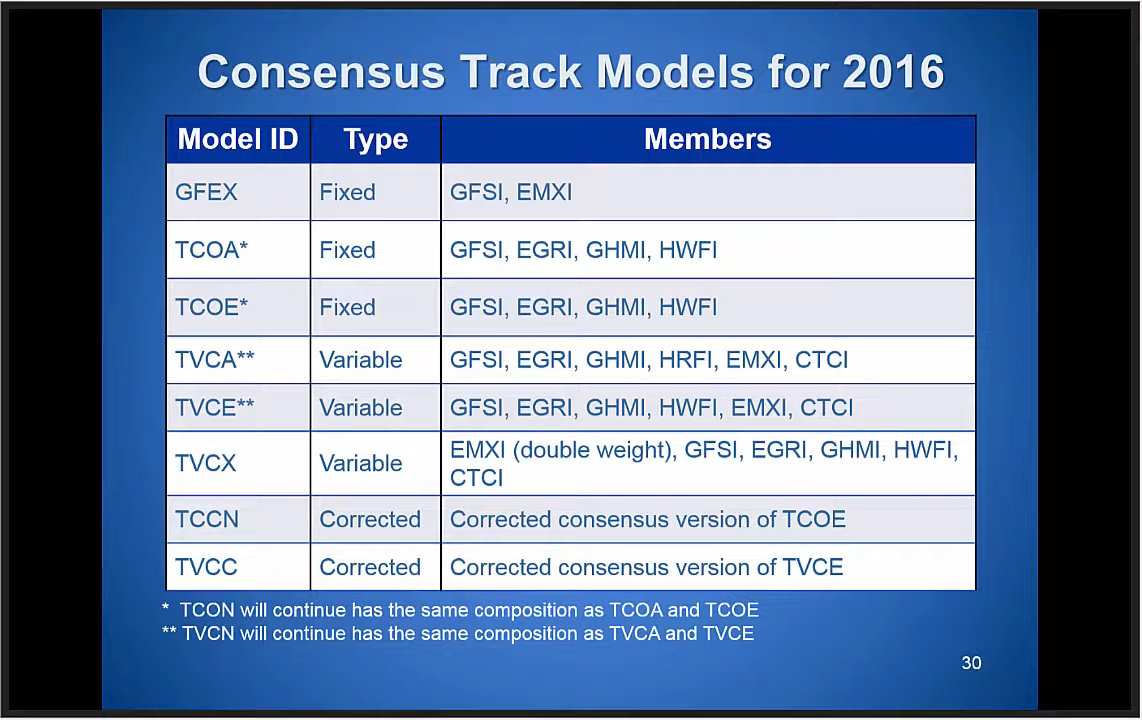 Consensus Track Models for 2016
Model ID Type Members
GFEX Fixed GFSI, EMXI
TCOA* Fixed GFSI, EGRI, GHMI, HWFI
TCOE* Fixed GFSI, EGRI, GHMI, HWFI
TVCA** Variable GFSI, EGRI, GHMI, HRFI, EMXI, CTCI
TVCE** Variable GFSI, EGRI, GHMI, HWFI, EMXI, CTCI
TVCX Variable EMXI (double weight), GFSI, EGRI, GHMI, HWFI,
CTCI
TCCN Corrected Corrected consensus version of TCOE
TVCC Corrected Corrected consensus version of TVCE
* TCON will continue has the same composition as TCOA and TCOE
** TVCN will continue has the same composition as TVCA and TVCE
30